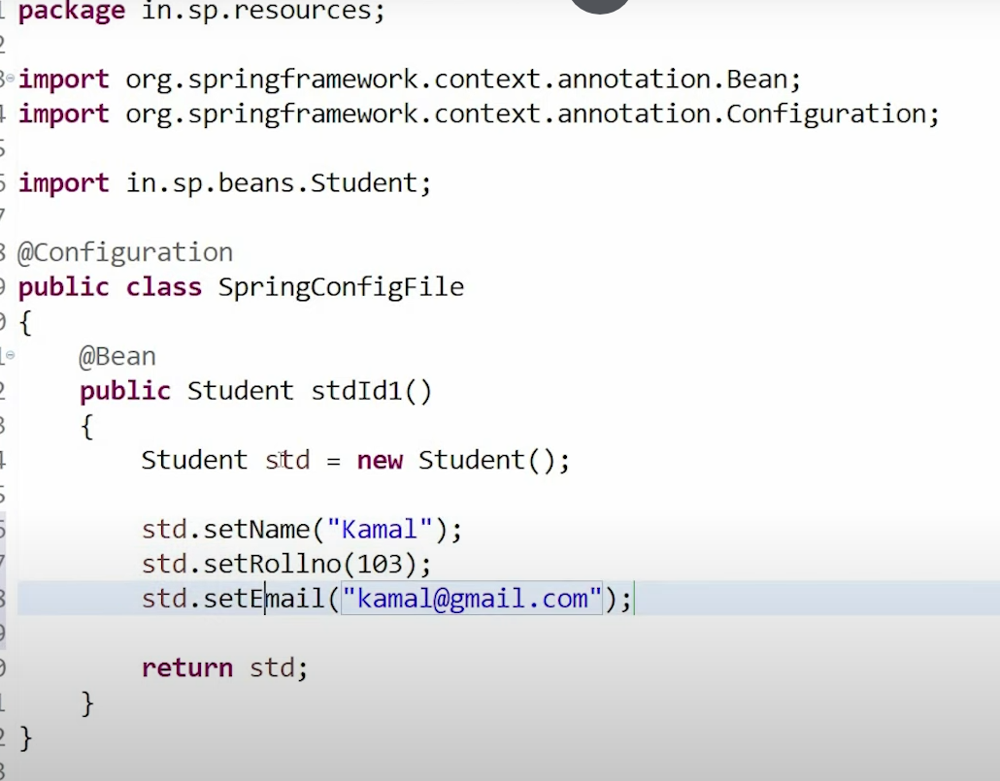 package in.sp.resources;
import org.springframework.context.annotation.Bean;
import org.springframework.context.annotation.Configuration;
import in.sp.beans.Student;
@Configuration
public class SpringConfigFile
{
@Bean
public Student stdId1()
{
Student std = new Student();
std.setName("Kamal");
std.setRollno(103);
std.setEmail("kamal@gmail.com");
return std;
}
}